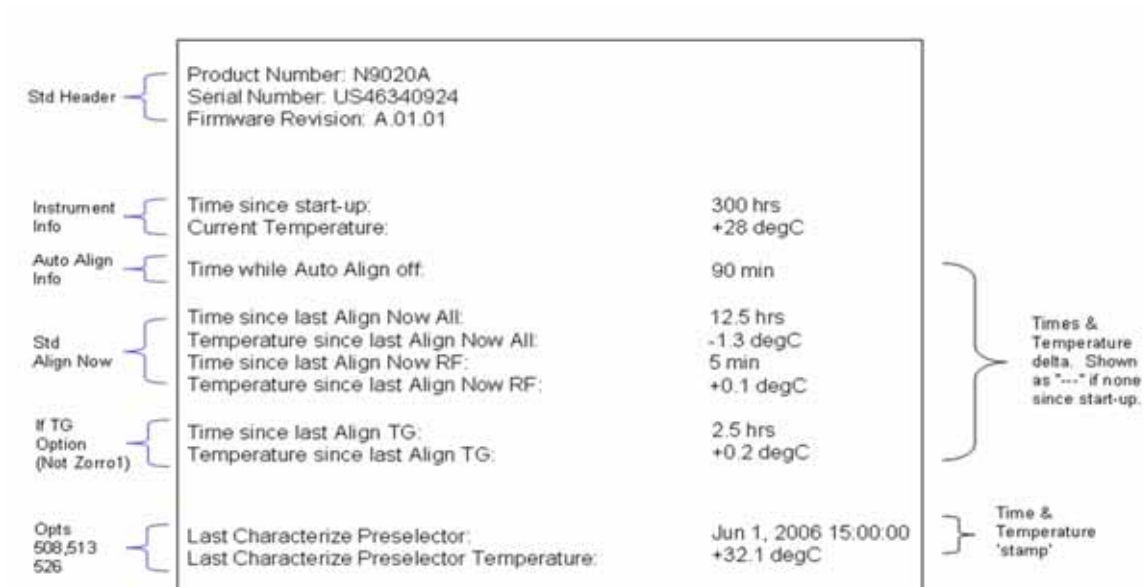 Product Number: N9020A
Serial Number: US46340924
Firmware Revision: A.01.01
Std Header
Instrument
Info
Time since start-up: 300 hrs
Current Temperature: +28 degC
Auto Align
Info
Time while Auto Align off: 90 min
Std
Align Now
Time since last Align Now All: 12.5 hrs
Temperature since last Align Now All: -1.3 degC
Time since last Align Now RF: 5 min
Temperature since last Align Now RF: +0.1 degC
Times &
Temperature
delta. Shown
as "---" if none
since start-up.
If TG
Option
(Not Zorro1)
Time since last Align TG: 2.5 hrs
Temperature since last Align TG: +0.2 degC
Opts
508,513
526
Last Characterize Preselector: Jun 1, 2006 15:00:00
Last Characterize Preselector Temperature: +32.1 degC
Time &
Temperature
'stamp'